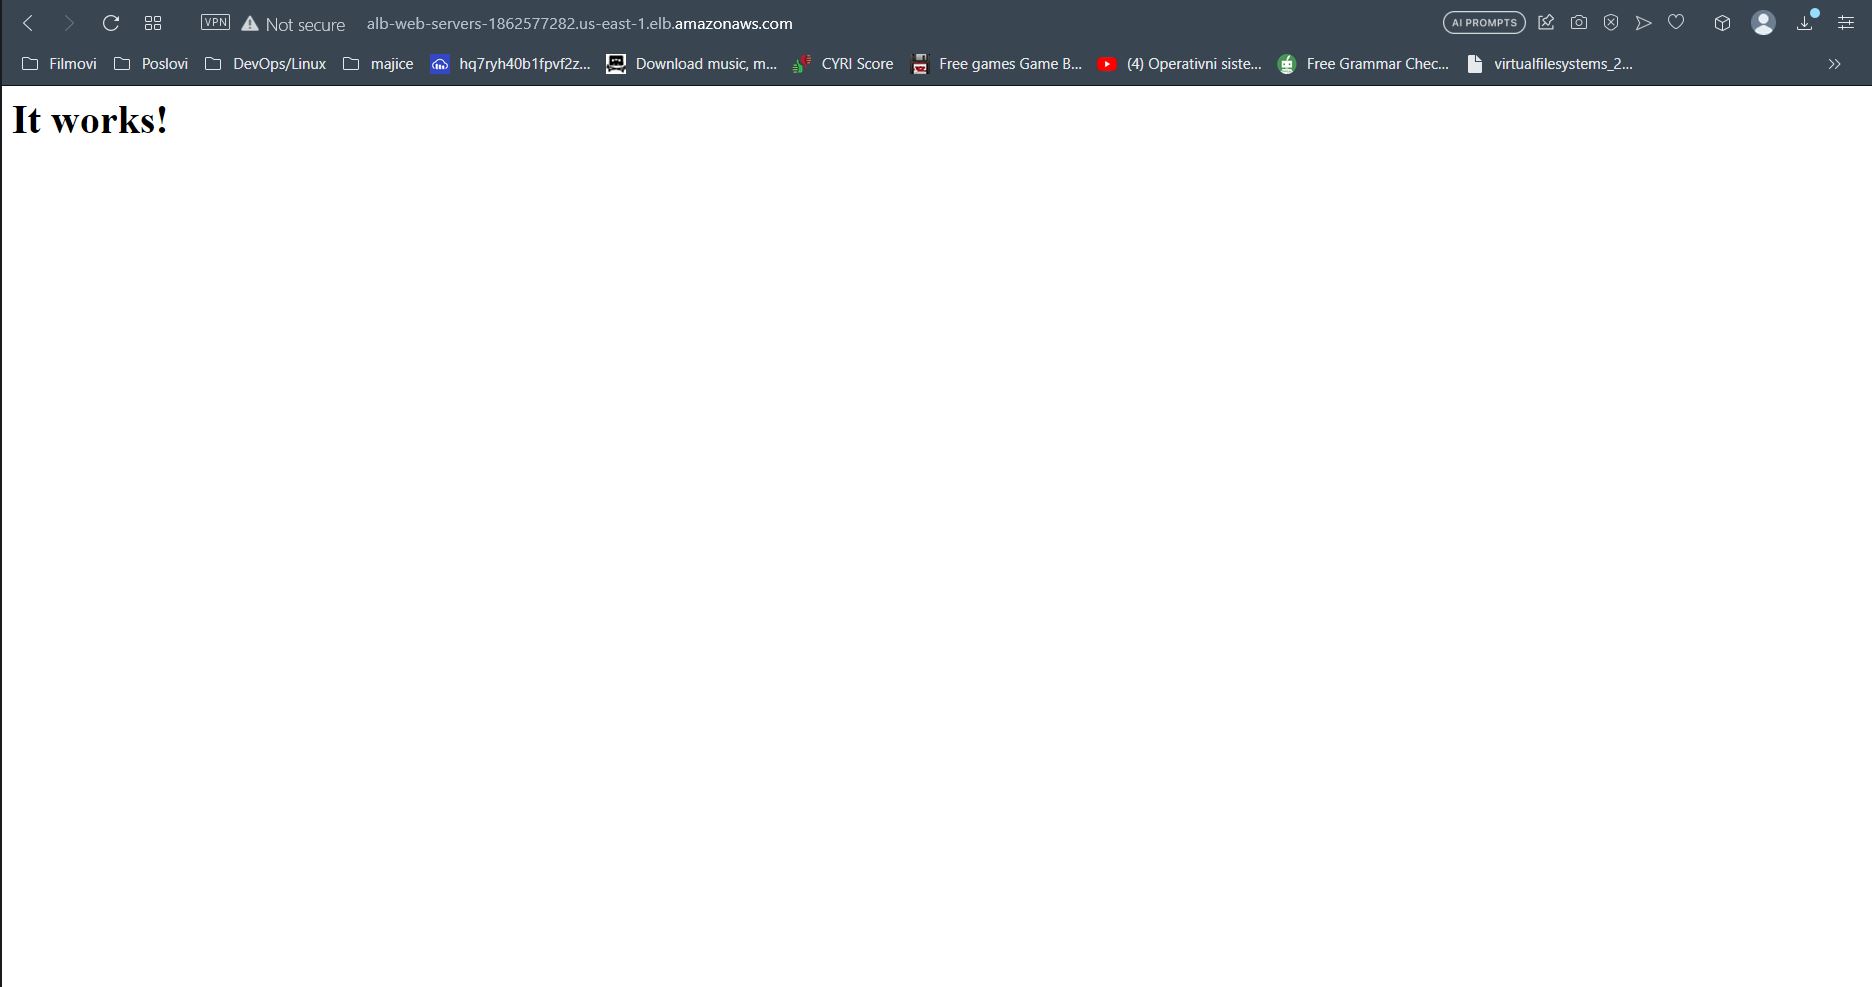 VPN Not secure alb-web-servers-1862577282.us-east-1.elb.amazonaws.com AI PROMPTS
Filmovi Poslovi DevOps/Linux majice hq7ryh40b1fpvf2z... Download music, m... CYRI Score Free games Game B... (4) Operativni siste... Free Grammar Chec... virtualfilesystems_2...
It works!